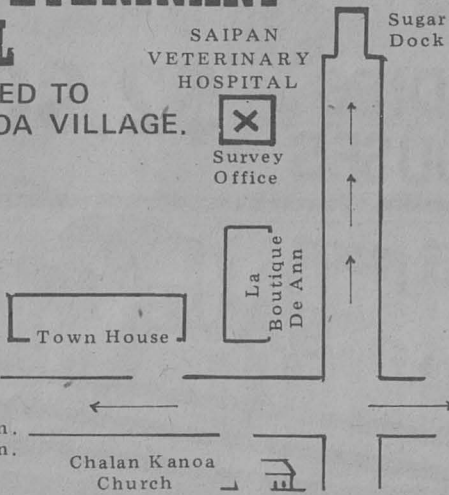 L
ED TO
DA VILLAGE.
SAIPAN
VETERINARY
HOSPITAL
X
Survey
Office
Sugar
Dock
La
Boutique
De Ann
Town House
n.
n.
Chalan Kanoa
Church